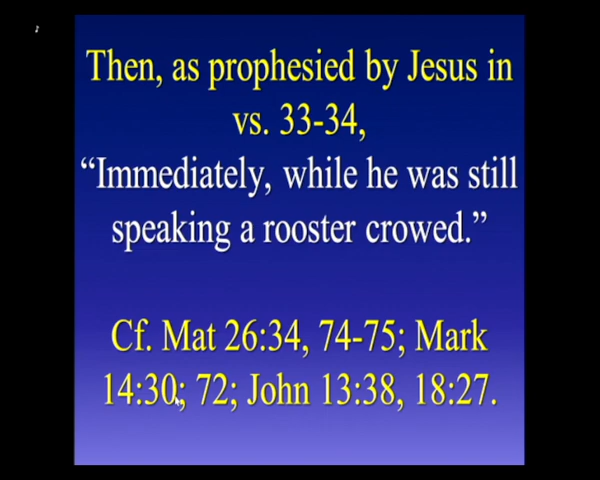 Then, as prophesied by Jesus in
vs. 33-34,
“Immediately, while he was still
speaking a rooster crowed.”
Cf. Mat 26:34, 74-75; Mark
14:30; 72; John 13:38, 18:27.